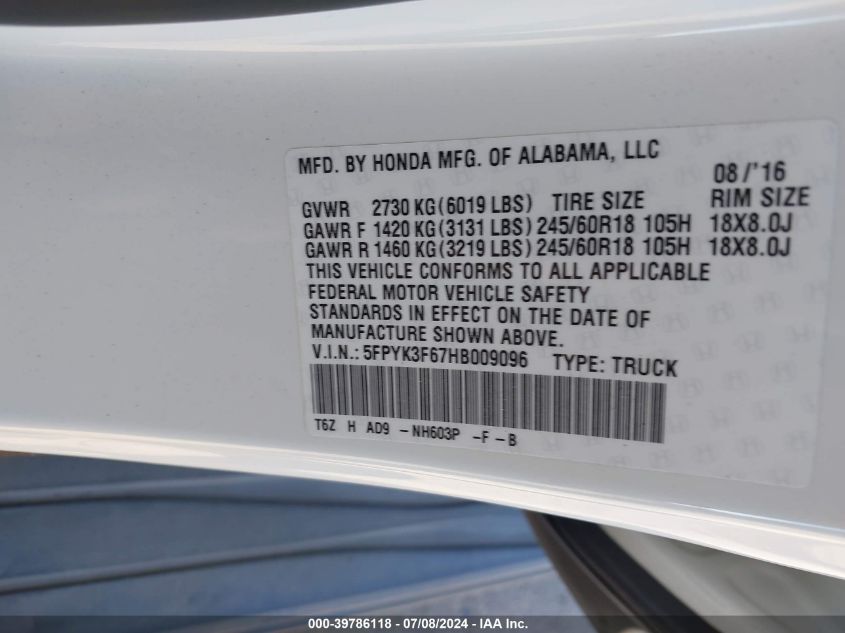 MFD. BY HONDA MFG. OF ALABAMA, LLC 08/'16
GVWR 2730 KG(6019 LBS) TIRE SIZE RIM SIZE
GAWR F 1420 KG(3131 LBS) 245/60R18 105H 18X8.0J
GAWR R 1460 KG(3219 LBS) 245/60R18 105H 18X8.0J
THIS VEHICLE CONFORMS TO ALL APPLICABLE
FEDERAL MOTOR VEHICLE SAFETY
STANDARDS IN EFFECT ON THE DATE OF
MANUFACTURE SHOWN ABOVE.
V.I.N.: 5FPYK3F67HB009096 TYPE: TRUCK
T6Z H AD9 -NH603P -F-B
000-39786118 - 07/08/2024 - IAA Inc.